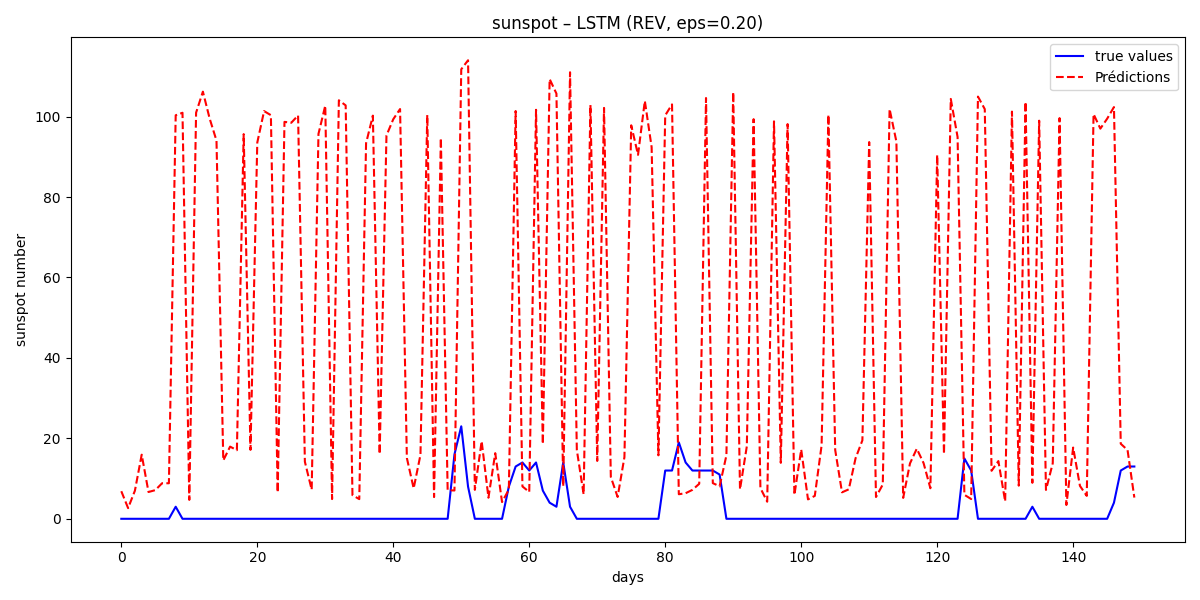 sunspot – LSTM (REV, eps=0.20)
true values
Prédictions
sunspot number
100
80
60
40
20
0
0 20 40 60 80 100 120 140
days